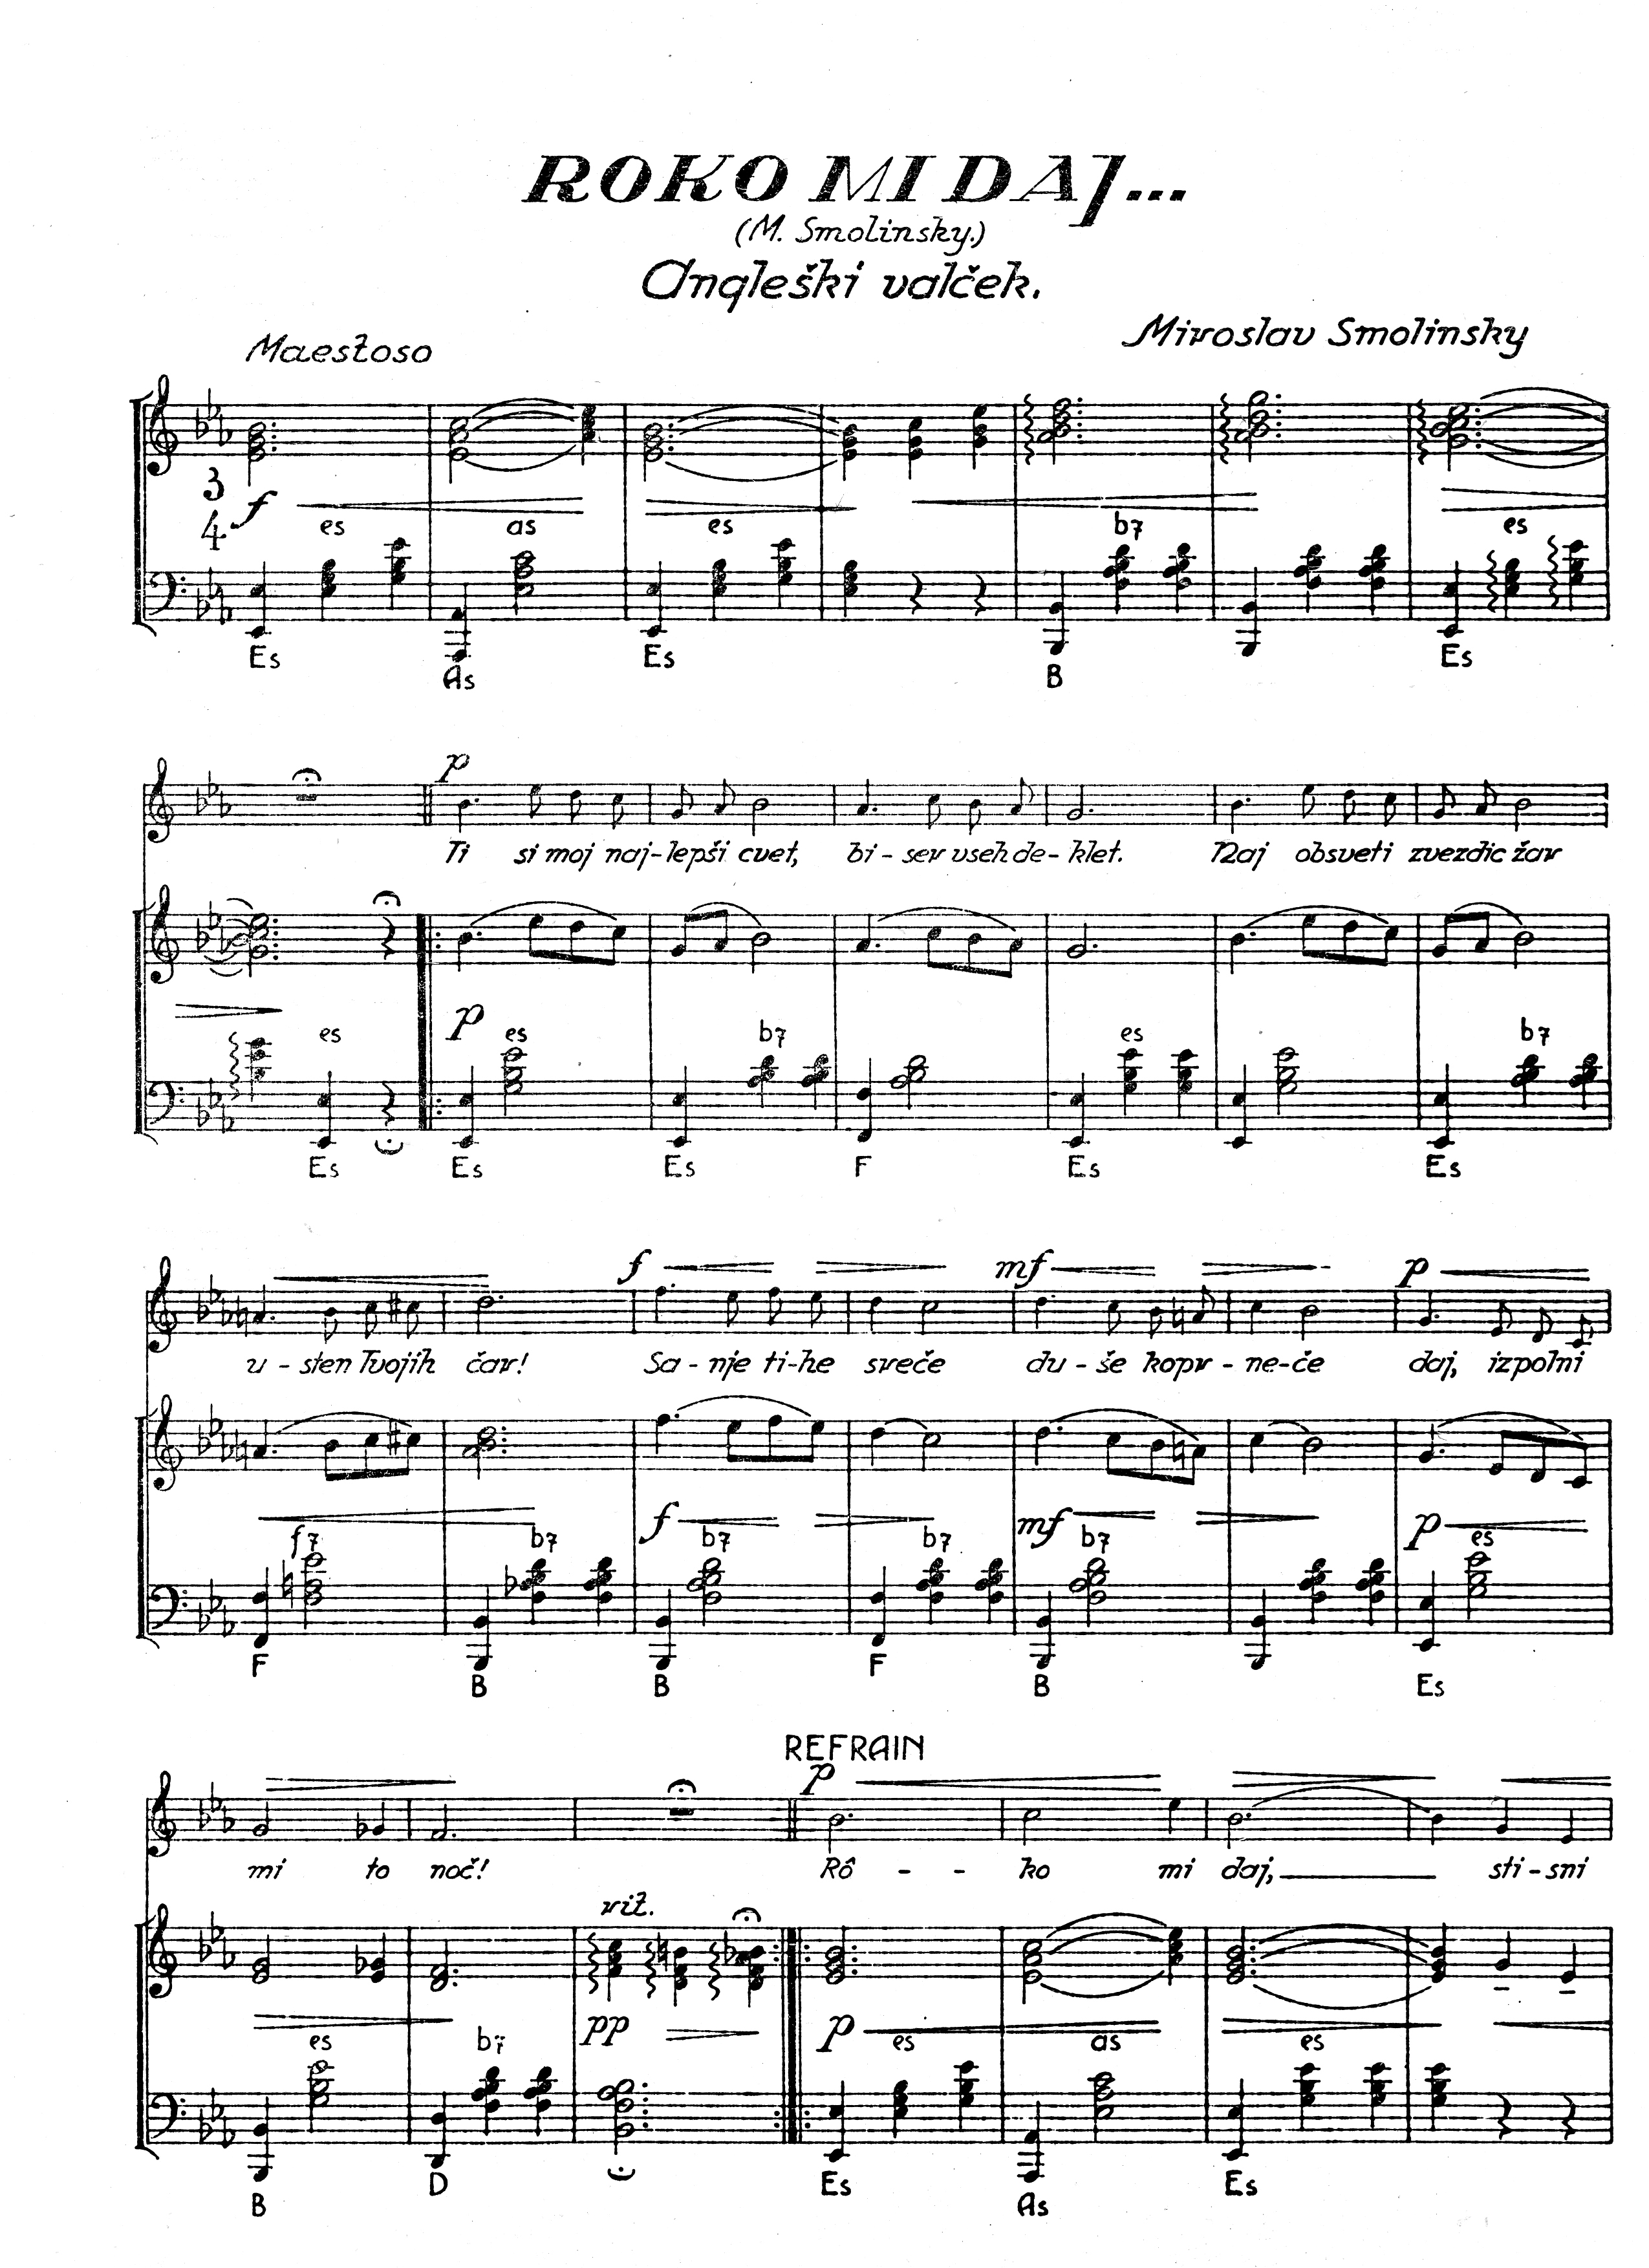 ROKO MI DAJ...
(M. Smolinsky.)
Angleški valček.
Miroslav Smolinsky
Maestoso
3
4
f
es as es b7 es
Es As Es B Es
p
Ti si moj naj-lepši cvet, bi-ser vseh de-klet. Naj obsveti zvezdic žar
es p es b7 es b7
Es Es Es F Es Es
f mf p
u-sten Tvojih čar! Sa-nje ti-he sreče du-še kopr-ne-če daj, izpolni
f mf p
f7 b7 b7 b7 b7 es
F B B F B Es
REFRAIN
p
mi to noč! Rô - - ko mi daj, sti-sni
rit.
pp p
es b7 es as es
B D Es As Es